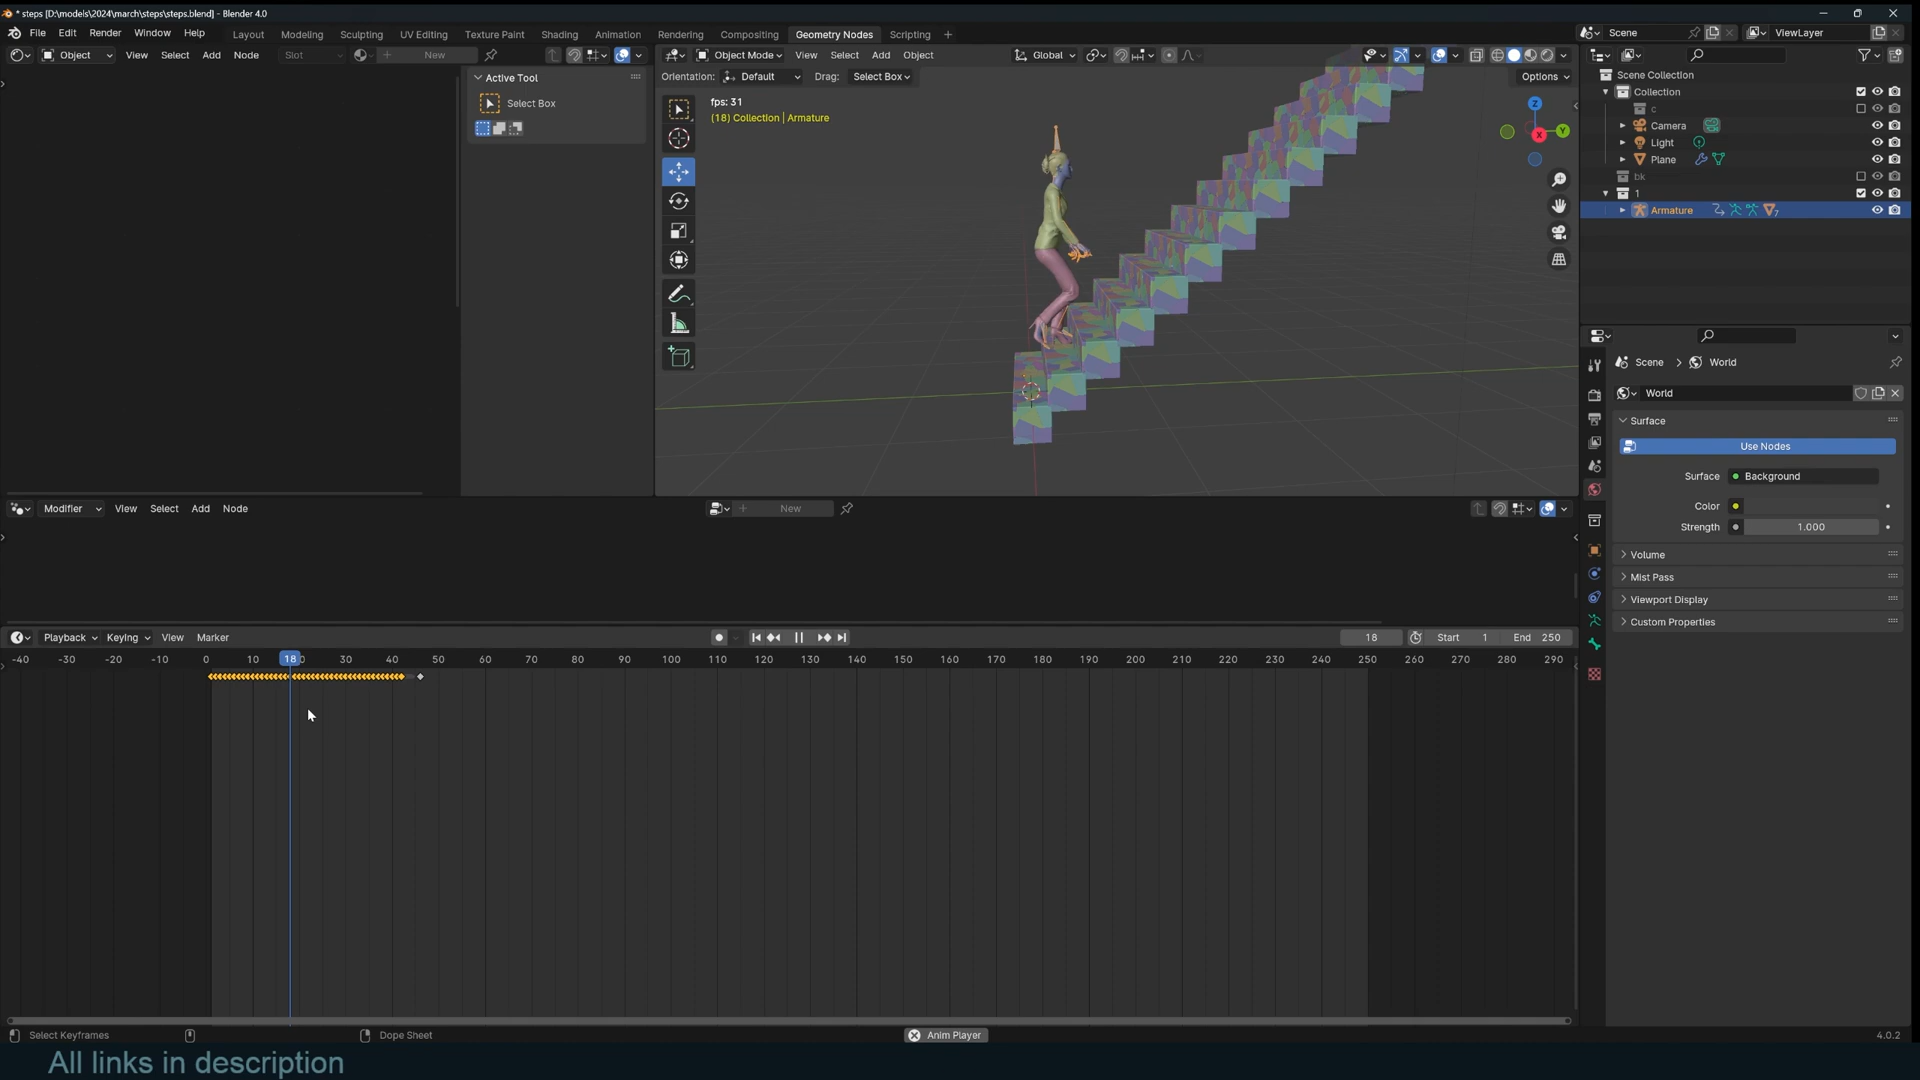 * steps [D:\models\2024\march\steps\steps.blend] - Blender 4.0
File Edit Render Window Help
Layout Modeling Sculpting UV Editing Texture Paint Shading Animation Rendering Compositing Geometry Nodes Scripting +
Scene
ViewLayer
Object View Select Add Node Slot New
Object Mode View Select Add Object Global
Orientation: Default Drag: Select Box
Options
Active Tool
Select Box
fps: 31
(18) Collection | Armature
Z
Y
X
Scene Collection
Collection
c
Camera
Light
Plane
bk
1
Armature
7
Scene > World
World
Surface
Use Nodes
Surface Background
Color
Strength 1.000
Volume
Mist Pass
Viewport Display
Custom Properties
Modifier View Select Add Node
New
Playback Keying View Marker
18
Start 1 End 250
-40 -30 -20 -10 0 10 18 0 30 40 50 60 70 80 90 100 110 120 130 140 150 160 170 180 190 200 210 220 230 240 250 260 270 280 290
Select Keyframes
Dope Sheet
Anim Player
4.0.2
All links in description